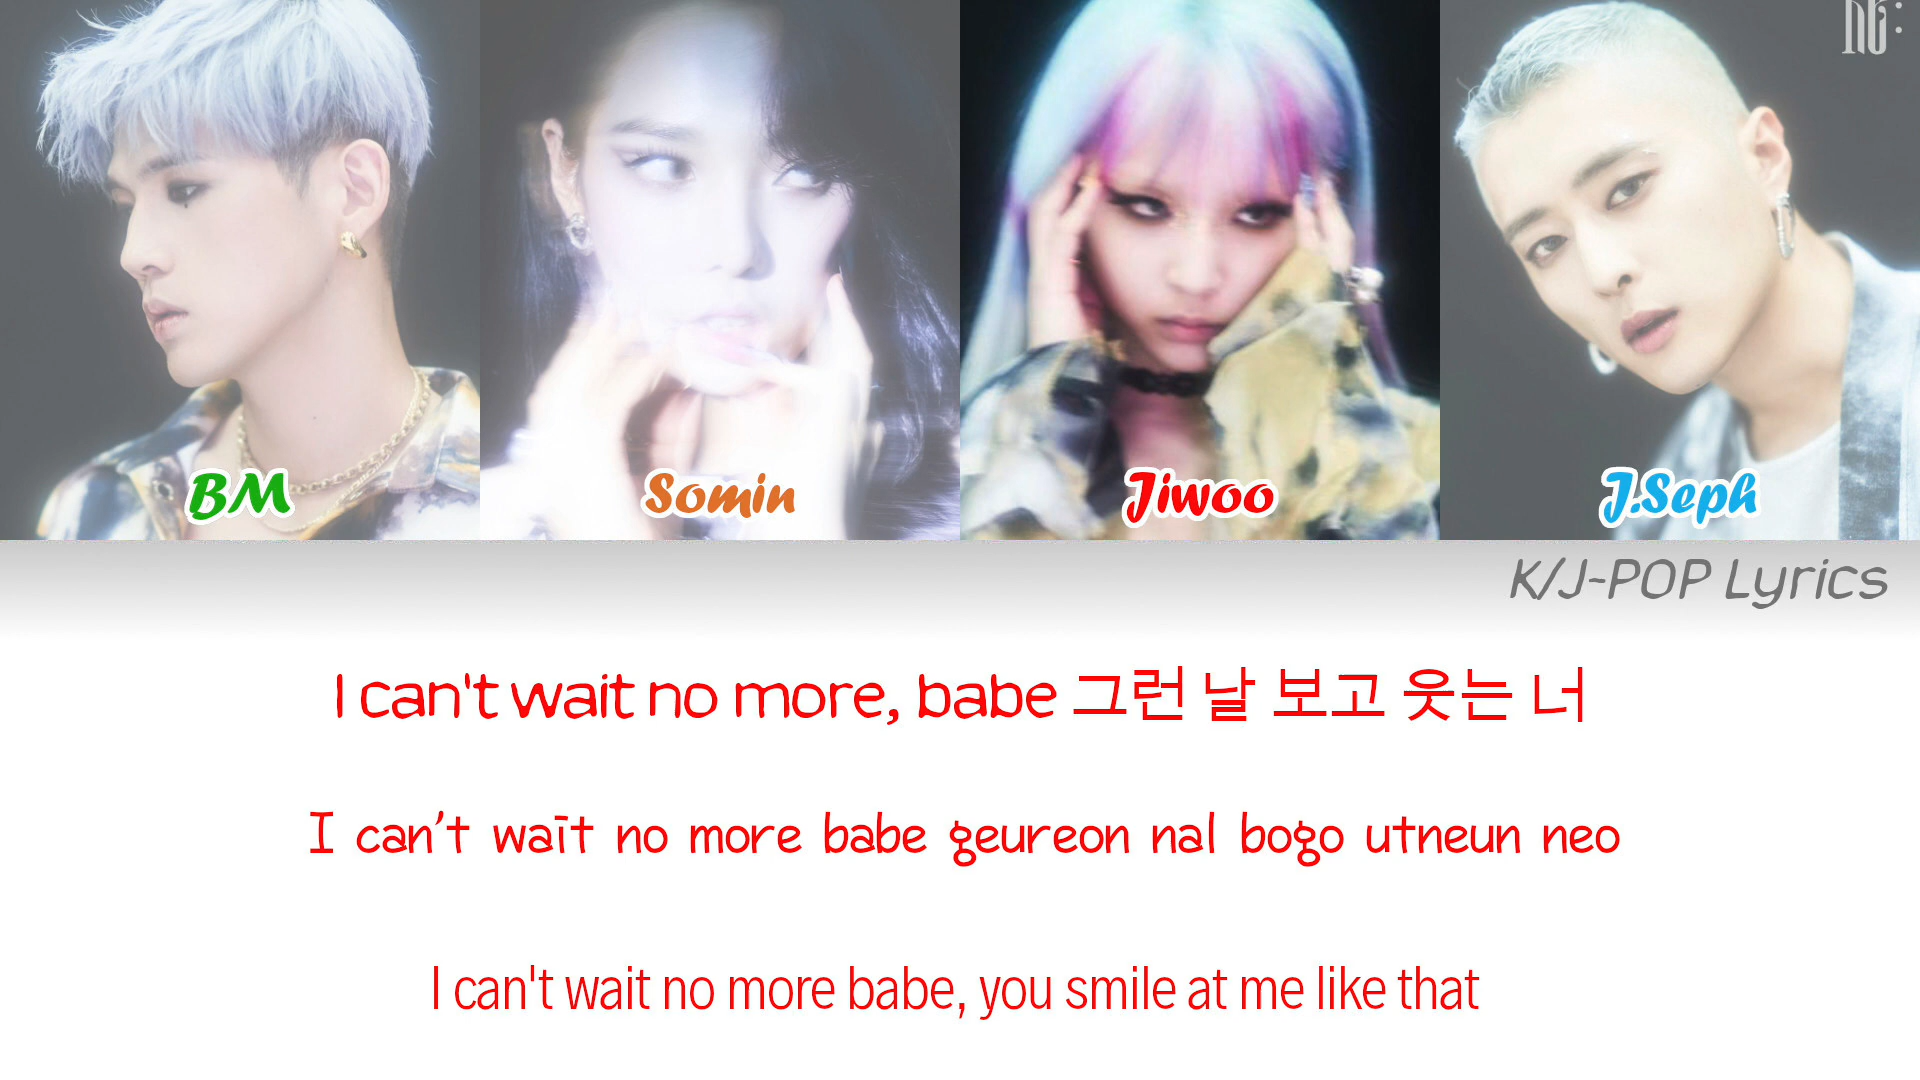 BM
Somin
Jiwoo
J.Seph
K/J-POP Lyrics
I can't wait no more, babe 그런 날 보고 웃는 너
I can't wait no more babe geureon nal bogo utneun neo
I can't wait no more babe, you smile at me like that